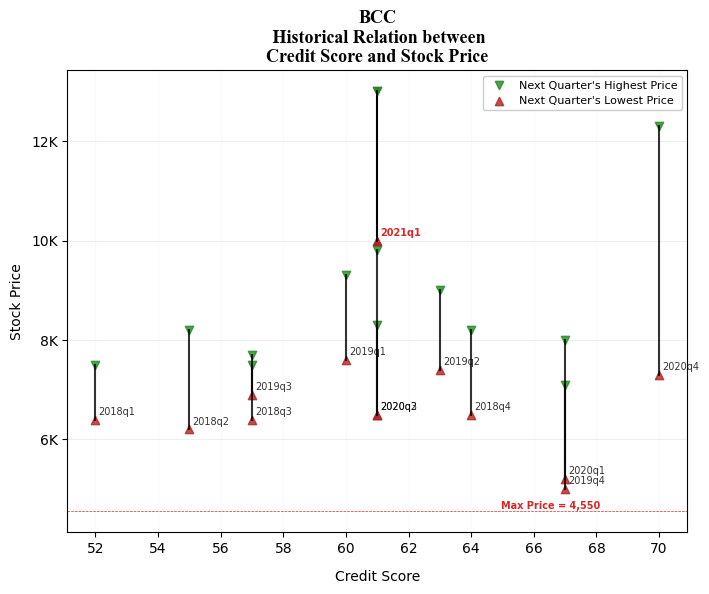 BCC
Historical Relation between
Credit Score and Stock Price
Next Quarter's Highest Price
Next Quarter's Lowest Price
12K
10K
8K
6K
Stock Price
2021q1
2019q1
2019q2
2020q4
2019q3
2018q1
2018q2
2018q3
2018q4
2020q1
2019q4
Max Price = 4,550
52
54
56
58
60
62
64
66
68
70
Credit Score